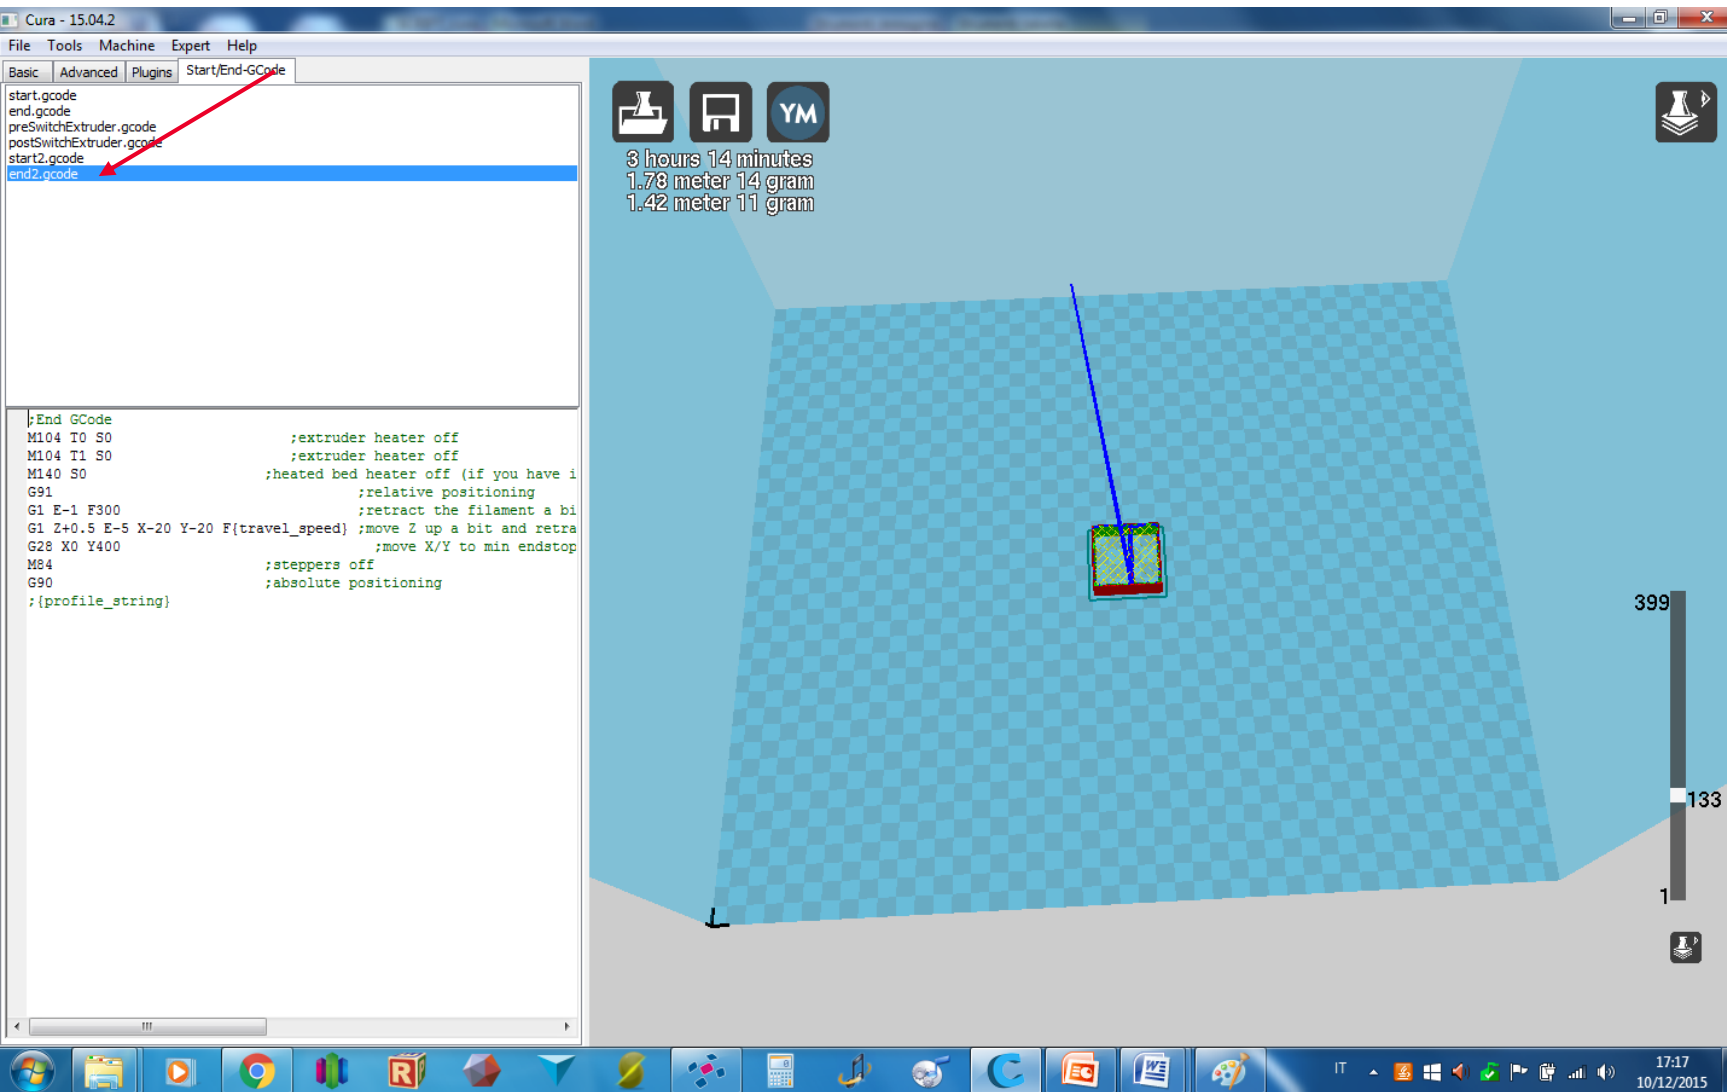 Cura - 15.04.2
File Tools Machine Expert Help
Basic Advanced Plugins Start/End-GCode
start.gcode
end.gcode
preSwitchExtruder.gcode
postSwitchExtruder.gcode
start2.gcode
end2.gcode
;End GCode
M104 T0 S0 ;extruder heater off
M104 T1 S0 ;extruder heater off
M140 S0 ;heated bed heater off (if you have i
G91 ;relative positioning
G1 E-1 F300 ;retract the filament a bi
G1 Z+0.5 E-5 X-20 Y-20 F{travel_speed} ;move Z up a bit and retra
G28 X0 Y400 ;move X/Y to min endstop
M84 ;steppers off
G90 ;absolute positioning
;{profile_string}
YM
3 hours 14 minutes
1.78 meter 14 gram
1.42 meter 11 gram
399
133
1
IT
17:17
10/12/2015